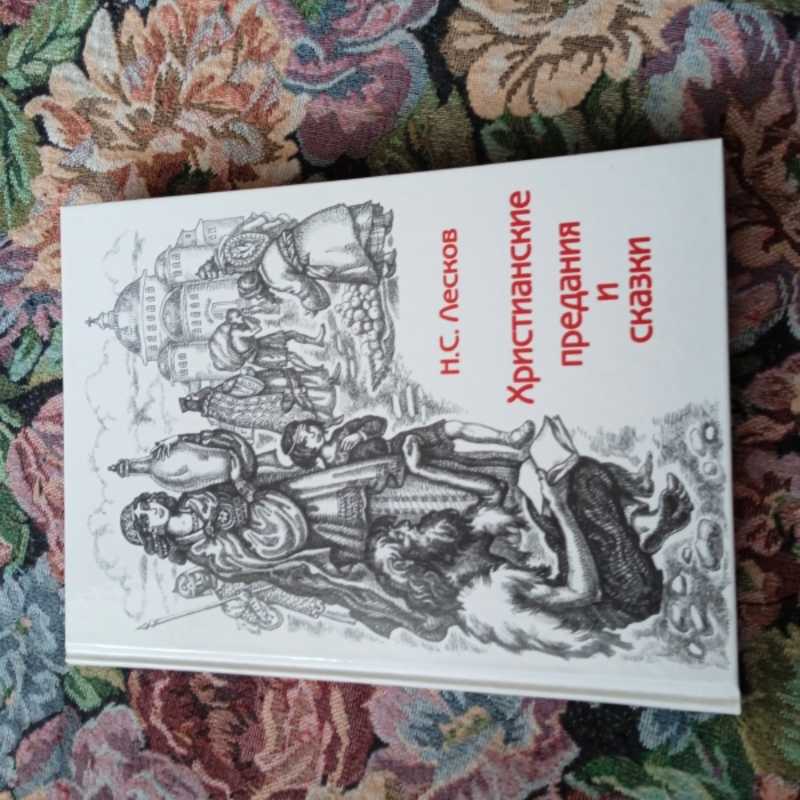 Н.С. Лесков
Христианские
предания
и
сказки